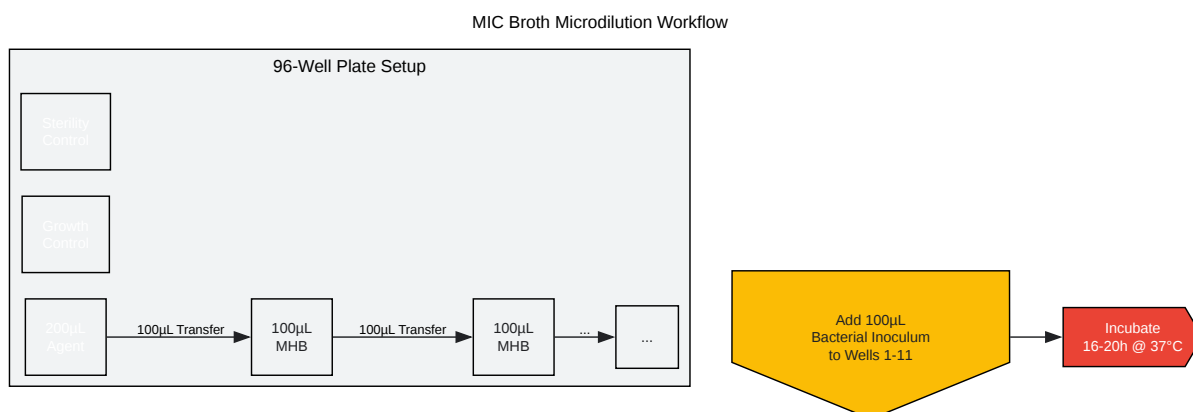 MIC Broth Microdilution Workflow
96-Well Plate Setup
Sterility
Control
Growth
Control
200µL
Agent
100µL Transfer
100µL
MHB
100µL Transfer
100µL
MHB
...
...
Add 100µL
Bacterial Inoculum
to Wells 1-11
Incubate
16-20h @ 37°C